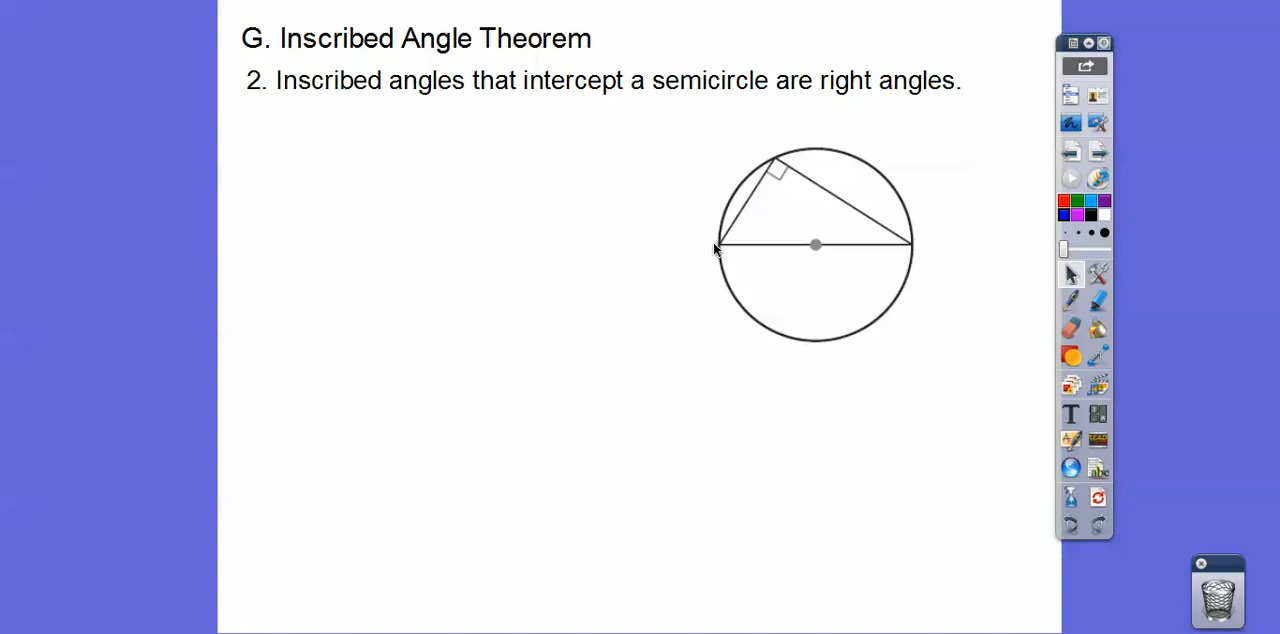 G. Inscribed Angle Theorem
2. Inscribed angles that intercept a semicircle are right angles.